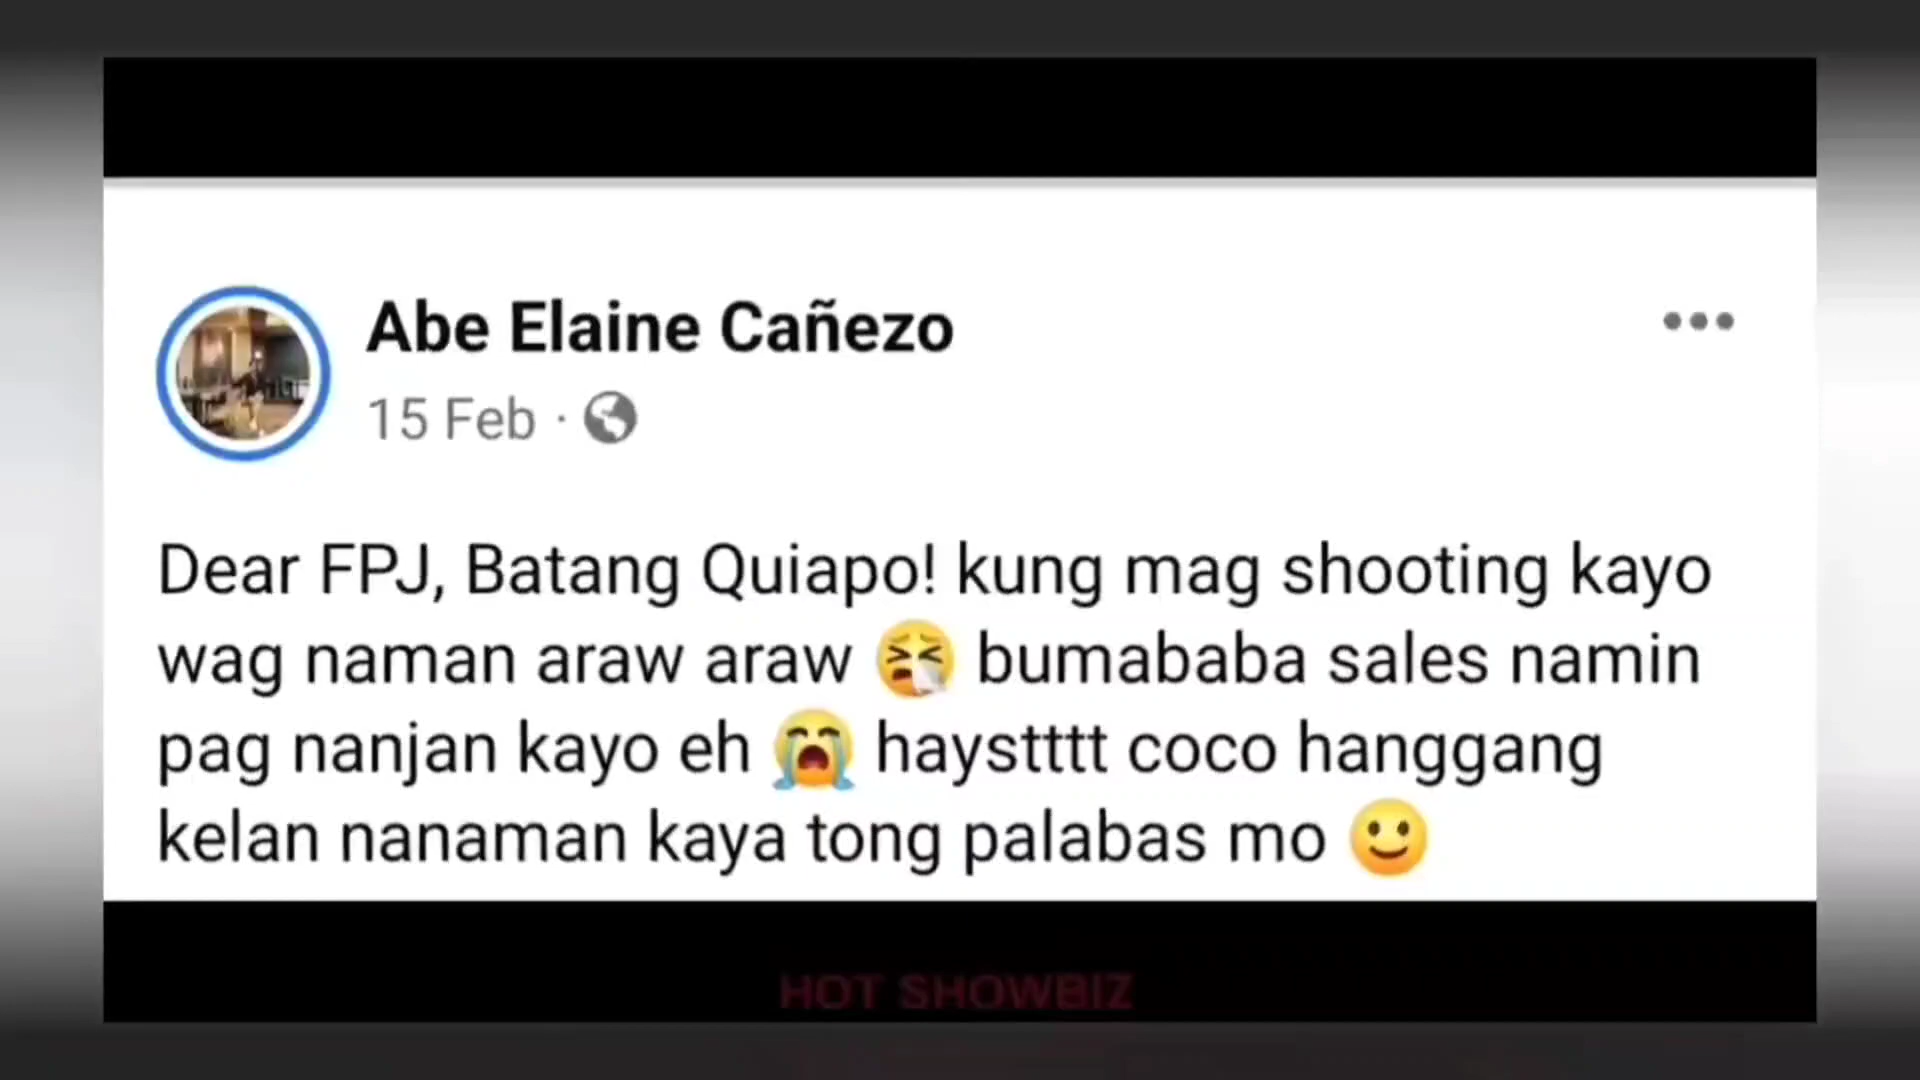 Abe Elaine Cañezo
15 Feb ·
Dear FPJ, Batang Quiapo! kung mag shooting kayo
wag naman araw araw 😫 bumababa sales namin
pag nanjan kayo eh 😭 haystttt coco hanggang
kelan nanaman kaya tong palabas mo 🙂
HOT SHOWBIZ